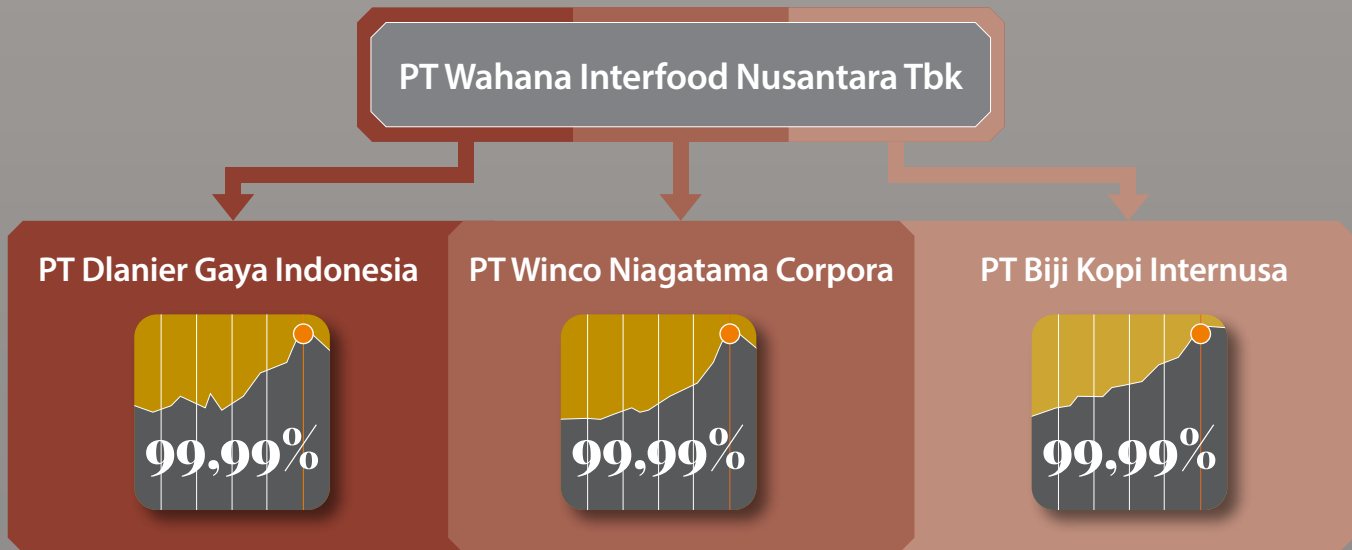 PT Wahana Interfood Nusantara Tbk
PT Dlanier Gaya Indonesia
99,99%
PT Winco Niagatama Corpora
99,99%
PT Biji Kopi Internusa
99,99%